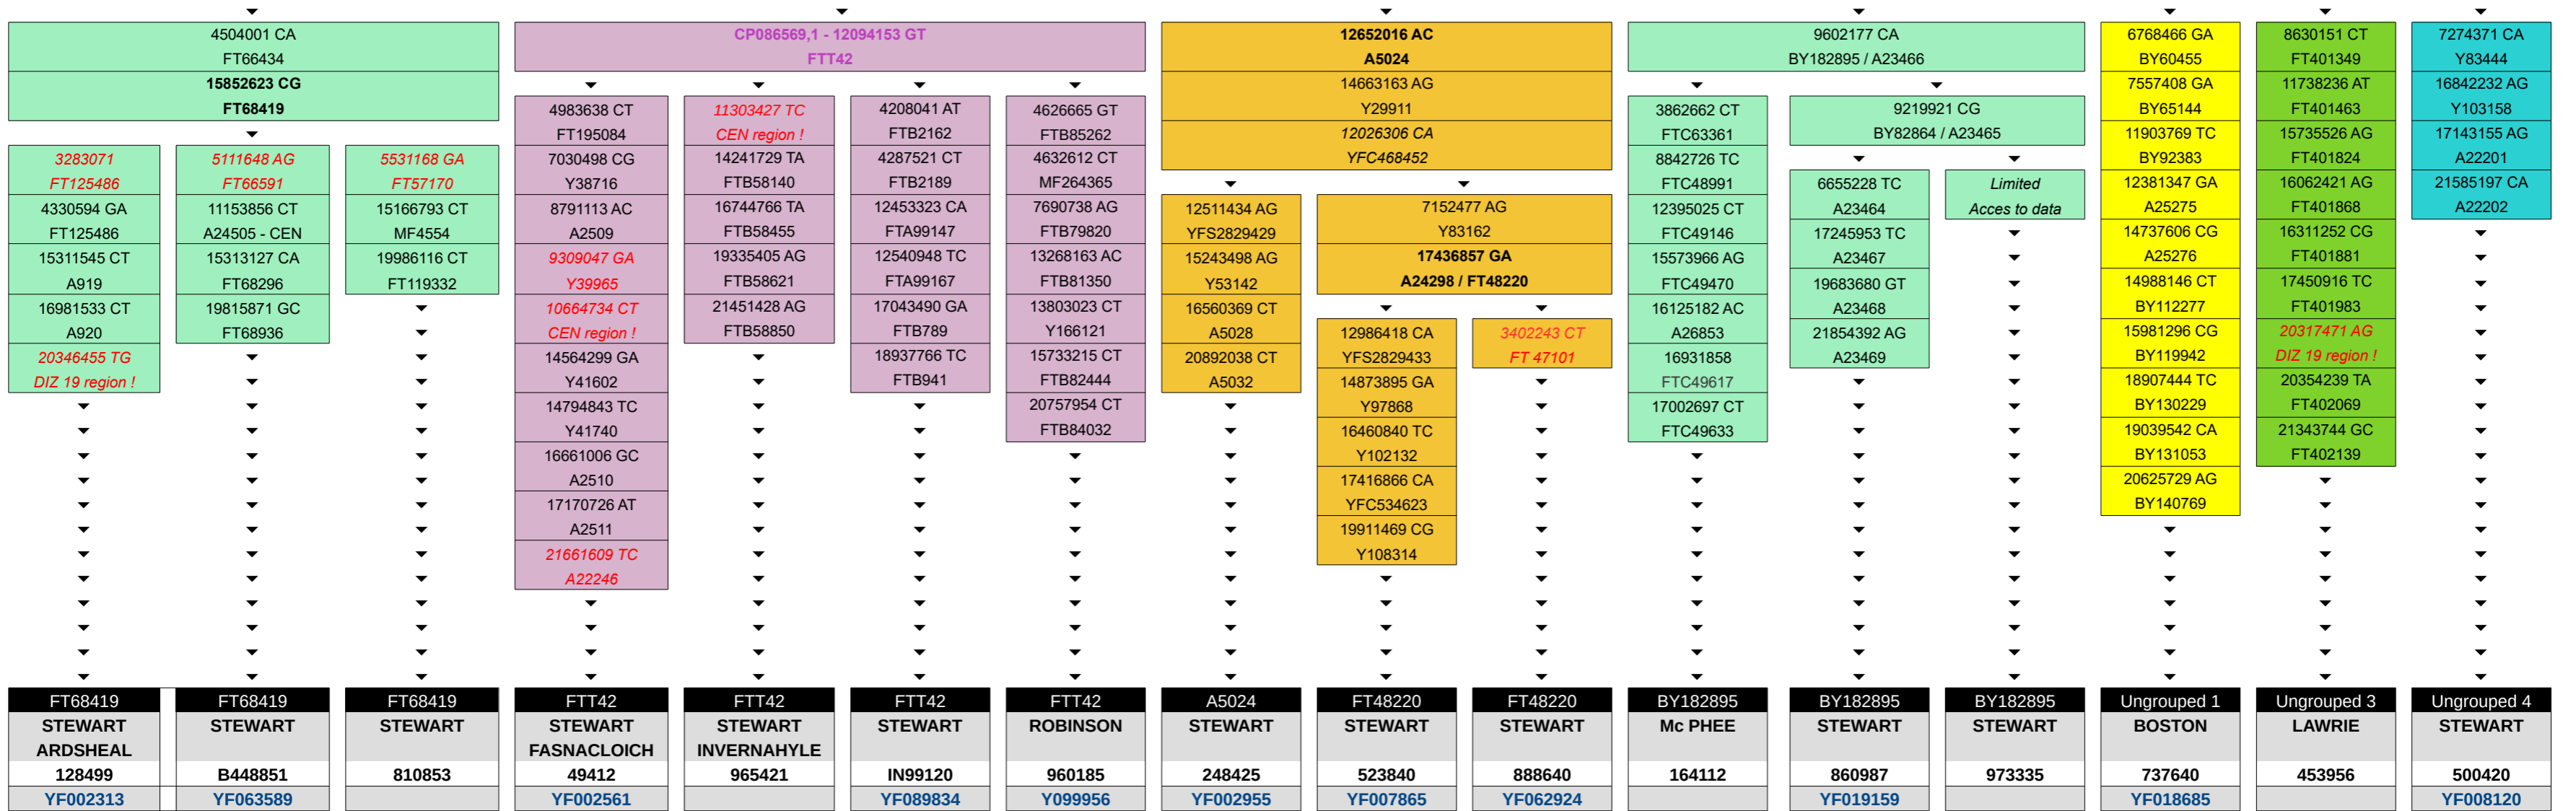 4504001 CA
FT66434
15852623 CG
FT68419
3283071
FT125486
4330594 GA
FT125486
15311545 CT
A919
16981533 CT
A920
20346455 TG
DIZ 19 region !
5111648 AG
FT66591
11153856 CT
A24505 - CEN
15313127 CA
FT68296
19815871 GC
FT68936
5531168 GA
FT57170
15166793 CT
MF4554
19986116 CT
FT119332
CP086569,1 - 12094153 GT
FTT42
4983638 CT
FT195084
7030498 CG
Y38716
8791113 AC
A2509
9309047 GA
Y39965
10664734 CT
CEN region !
14564299 GA
Y41602
14794843 TC
Y41740
16661006 GC
A2510
17170726 AT
A2511
21661609 TC
A22246
11303427 TC
CEN region !
14241729 TA
FTB58140
16744766 TA
FTB58455
19335405 AG
FTB58621
21451428 AG
FTB58850
4208041 AT
FTB2162
4287521 CT
FTB2189
12453323 CA
FTA99147
12540948 TC
FTA99167
17043490 GA
FTB789
18937766 TC
FTB941
4626665 GT
FTB85262
4632612 CT
MF264365
7690738 AG
FTB79820
13268163 AC
FTB81350
13803023 CT
Y166121
15733215 CT
FTB82444
20757954 CT
FTB84032
12652016 AC
A5024
14663163 AG
Y29911
12026306 CA
YFC468452
12511434 AG
YFS2829429
15243498 AG
Y53142
16560369 CT
A5028
20892038 CT
A5032
7152477 AG
Y83162
17436857 GA
A24298 / FT48220
12986418 CA
YFS2829433
14873895 GA
Y97868
16460840 TC
Y102132
17416866 CA
YFC534623
19911469 CG
Y108314
3402243 CT
FT 47101
9602177 CA
BY182895 / A23466
3862662 CT
FTC63361
8842726 TC
FTC48991
12395025 CT
FTC49146
15573966 AG
FTC49470
16125182 AC
A26853
16931858
FTC49617
17002697 CT
FTC49633
9219921 CG
BY82864 / A23465
6655228 TC
A23464
17245953 TC
A23467
19683680 GT
A23468
21854392 AG
A23469
Limited
Acces to data
6768466 GA
BY60455
7557408 GA
BY65144
11903769 TC
BY92383
12381347 GA
A25275
14737606 CG
A25276
14988146 CT
BY112277
15981296 CG
BY119942
18907444 TC
BY130229
19039542 CA
BY131053
20625729 AG
BY140769
8630151 CT
FT401349
11738236 AT
FT401463
15735526 AG
FT401824
16062421 AG
FT401868
16311252 CG
FT401881
17450916 TC
FT401983
20317471 AG
DIZ 19 region !
20354239 TA
FT402069
21343744 GC
FT402139
7274371 CA
Y83444
16842232 AG
Y103158
17143155 AG
A22201
21585197 CA
A22202
FT68419
STEWART
ARDSHEAL
128499
YF002313
FT68419
STEWART
B448851
YF063589
FT68419
STEWART
810853
FTT42
STEWART
FASNACLOICH
49412
YF002561
FTT42
STEWART
INVERNAHYLE
965421
FTT42
STEWART
IN99120
YF089834
FTT42
ROBINSON
960185
Y099956
A5024
STEWART
248425
YF002955
FT48220
STEWART
523840
YF007865
FT48220
STEWART
888640
YF062924
BY182895
Mc PHEE
164112
BY182895
STEWART
860987
YF019159
BY182895
STEWART
973335
Ungrouped 1
BOSTON
737640
YF018685
Ungrouped 3
LAWRIE
453956
Ungrouped 4
STEWART
500420
YF008120